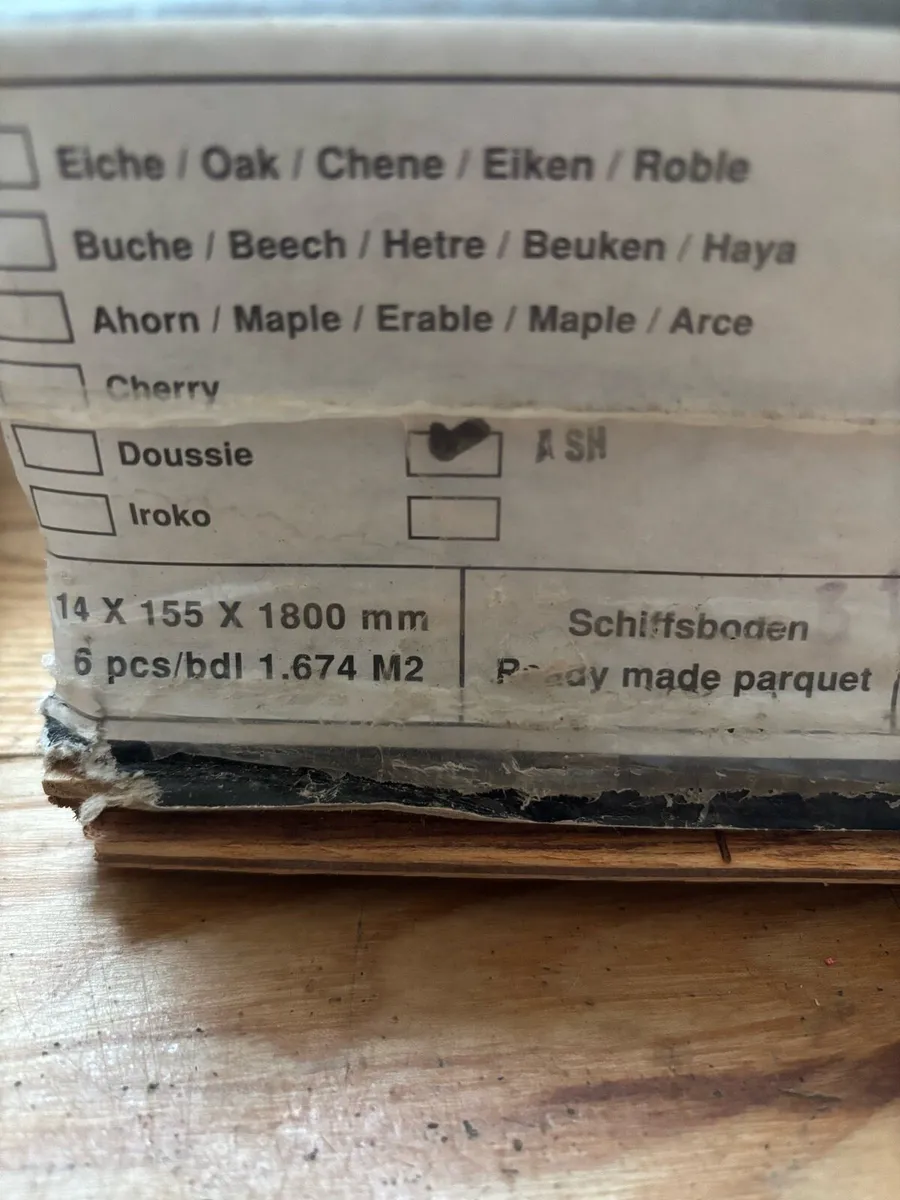 Eiche / Oak / Chene / Eiken / Roble
Buche / Beech / Hetre / Beuken / Haya
Ahorn / Maple / Erable / Maple / Arce
Cherry
Doussie ASH
Iroko
14 X 155 X 1800 mm
6 pcs/bdl 1.674 M2
Schiffsboden
made parquet